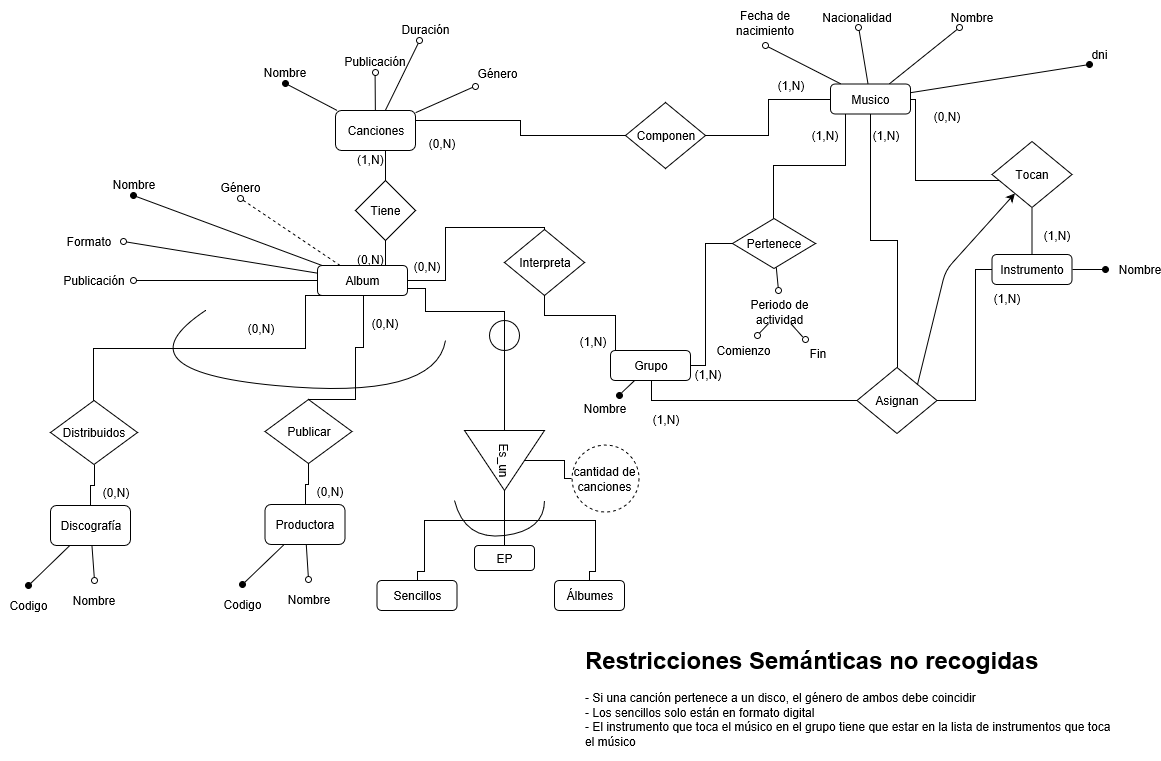 Fecha de
nacimiento
Nacionalidad
Nombre
dni
Duración
Publicación
Género
Nombre
Canciones
Musico
(1,N)
(0,N)
Componen
(0,N)
(1,N)
(1,N)
(1,N)
Tocan
Nombre
Género
Tiene
Formato
Pertenece
(1,N)
Publicación
(0,N)
(0,N)
Album
Interpreta
Instrumento
Nombre
(1,N)
Periodo de
actividad
(0,N)
(0,N)
(1,N)
Comienzo
Fin
Grupo
(1,N)
Nombre
Asignan
(1,N)
Distribuidos
Publicar
Es_un
cantidad de
canciones
(0,N)
(0,N)
Discografía
Productora
EP
Sencillos
Álbumes
Codigo
Nombre
Codigo
Nombre
Restricciones Semánticas no recogidas
- Si una canción pertenece a un disco, el género de ambos debe coincidir
- Los sencillos solo están en formato digital
- El instrumento que toca el músico en el grupo tiene que estar en la lista de instrumentos que toca
el músico